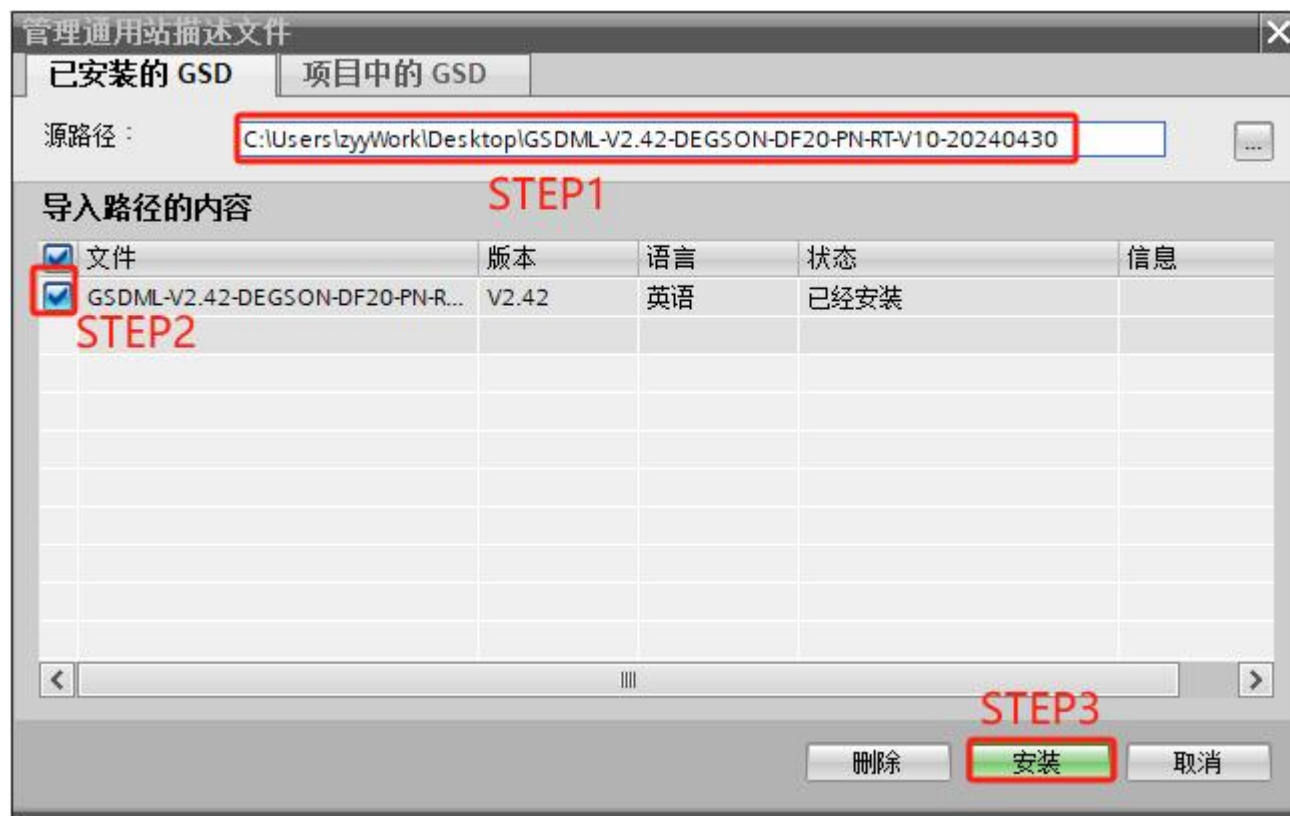 管理通用站描述文件
已安装的 GSD 项目中的 GSD
源路径： C:\Users\zyyWork\Desktop\GSDML-V2.42-DEGSON-DF20-PN-RT-V10-20240430 ...
STEP1
导入路径的内容
文件 版本 语言 状态 信息
GSDML-V2.42-DEGSON-DF20-PN-R... V2.42 英语 已经安装
STEP2
STEP3
删除 安装 取消